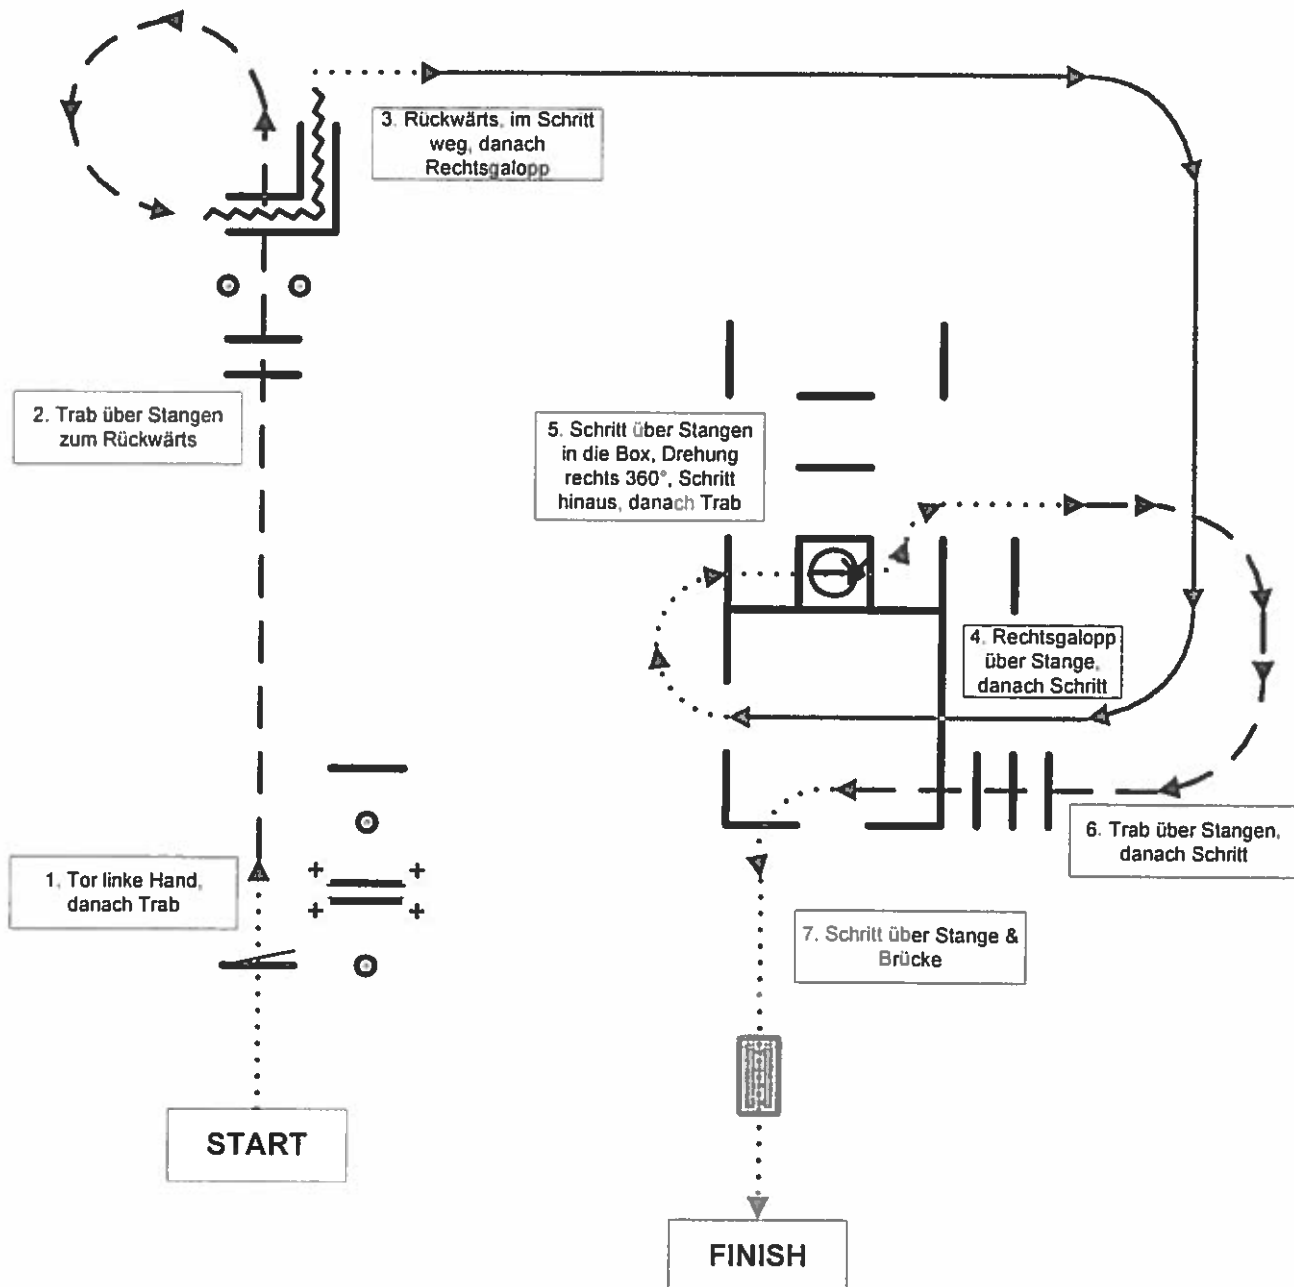 3. Rückwärts, im Schritt
weg, danach
Rechtsgalopp
2. Trab über Stangen
zum Rückwärts
5. Schritt über Stangen
in die Box, Drehung
rechts 360°, Schritt
hinaus, danach Trab
4. Rechtsgalopp
über Stange,
danach Schritt
6. Trab über Stangen,
danach Schritt
1. Tor linke Hand,
danach Trab
7. Schritt über Stange &
Brücke
START
FINISH